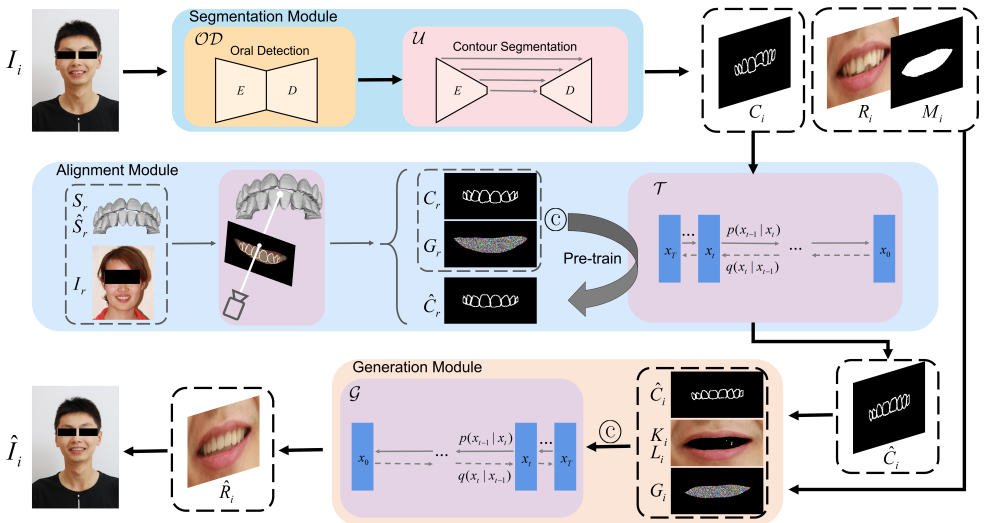 Segmentation Module
I_i
𝒪𝒟
Oral Detection
E
D
𝒰
Contour Segmentation
E
D
C_i
R_i
M_i
Alignment Module
S_r
Ŝ_r
I_r
C_r
G_r
Ĉ_r
©
Pre-train
𝒯
x_T
...
x_t
p(x_{t-1} | x_t)
q(x_t | x_{t-1})
...
x_0
Generation Module
Î_i
R̂_i
𝒢
x_0
...
p(x_{t-1} | x_t)
q(x_t | x_{t-1})
x_t
...
x_T
©
Ĉ_i
K_i
L_i
G_i
Ĉ_i